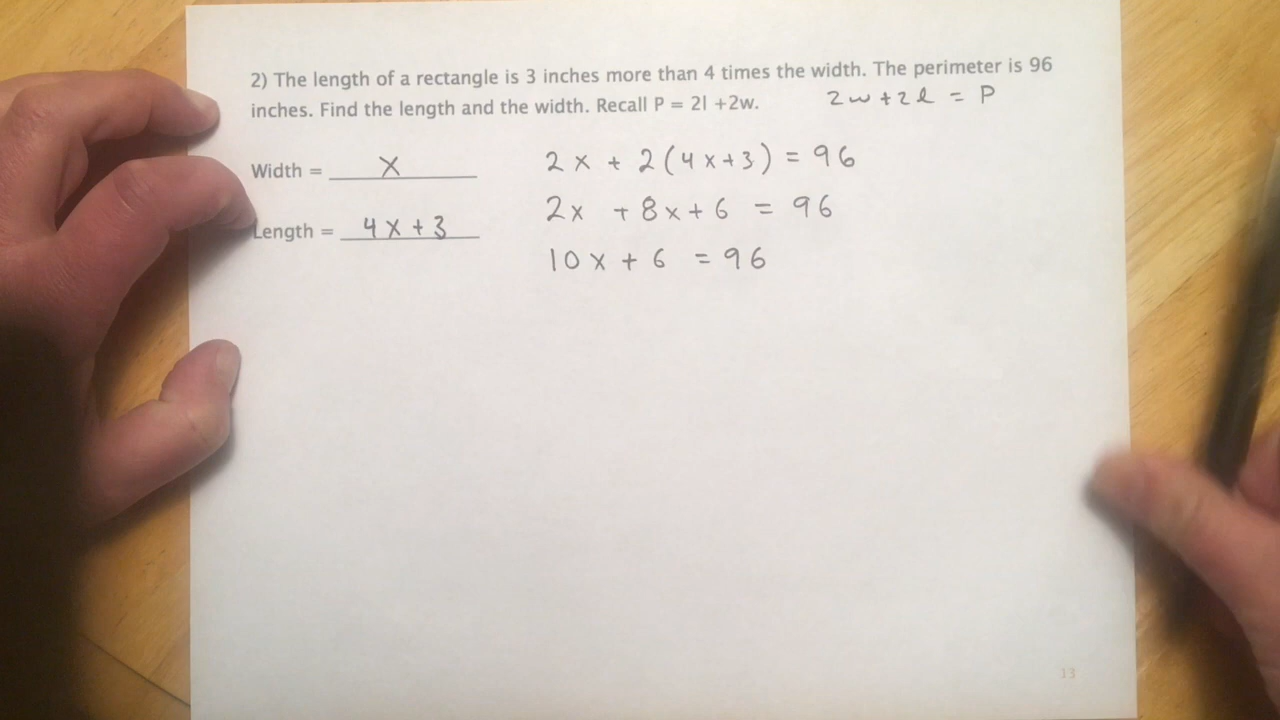 2) The length of a rectangle is 3 inches more than 4 times the width. The perimeter is 96
inches. Find the length and the width. Recall P = 2l +2w.
2w + 2l = P
Width = x
Length = 4x + 3
2x + 2(4x+3) = 96
2x + 8x + 6 = 96
10x + 6 = 96
13